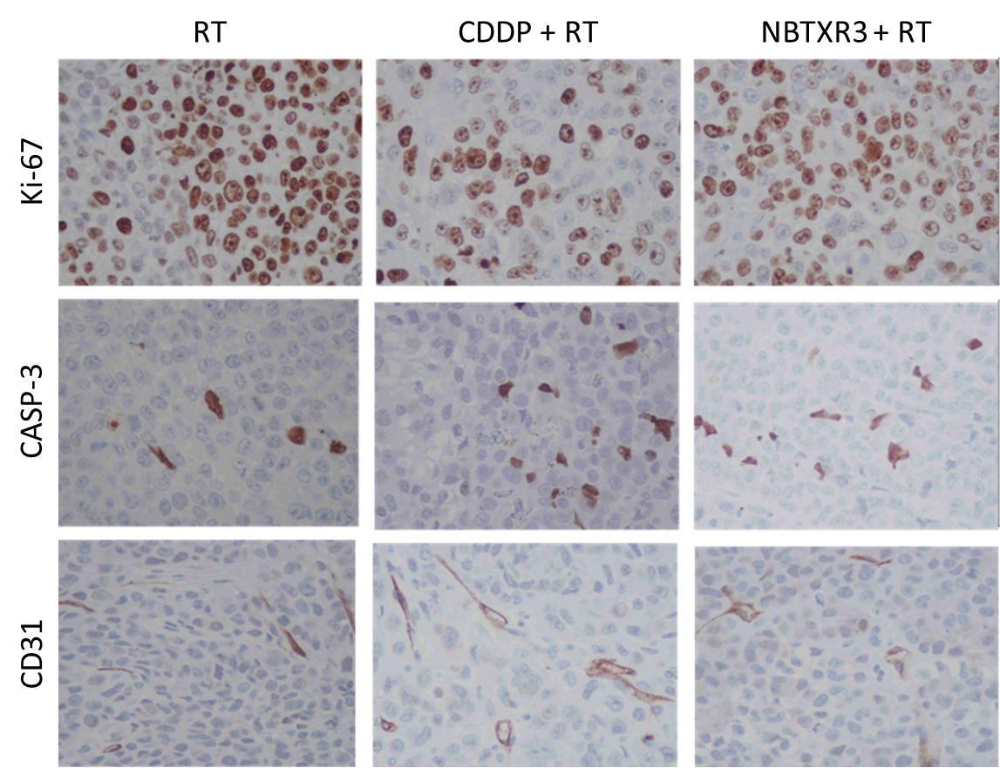 RT
CDDP + RT
NBTXR3 + RT
Ki-67
CASP-3
CD31